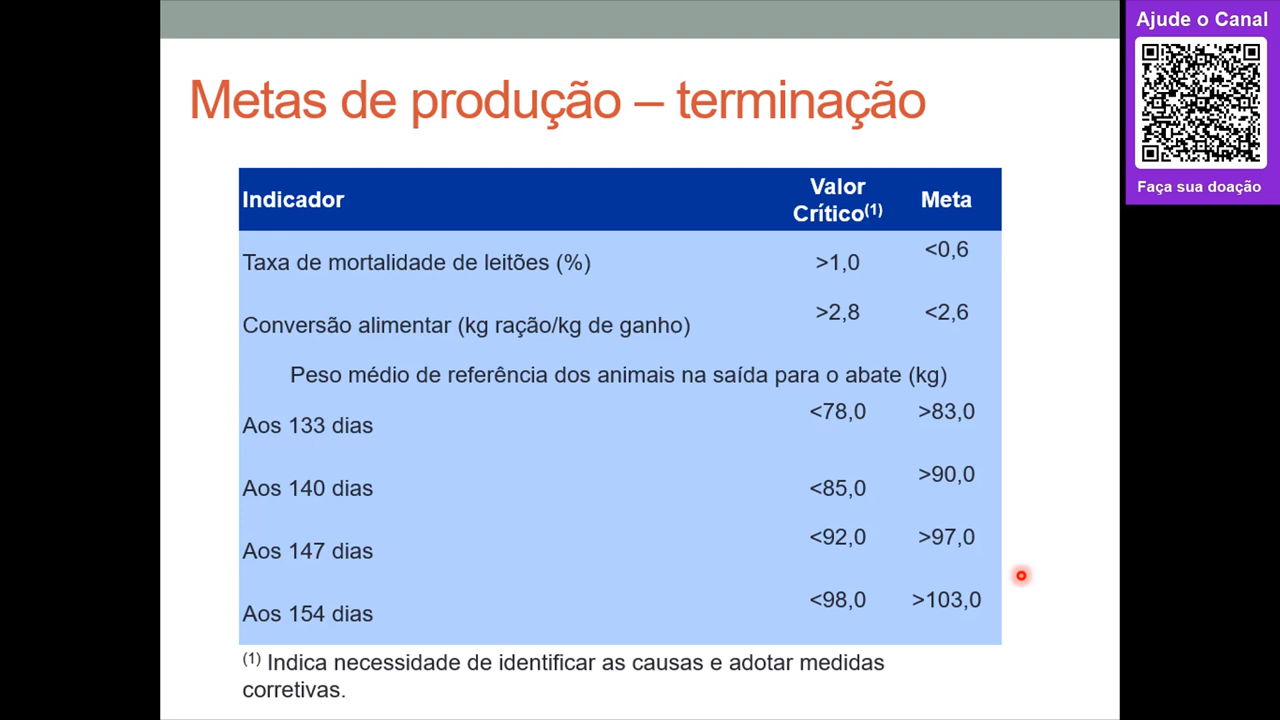 Ajude o Canal
Faça sua doação
Metas de produção – terminação
Indicador Valor Crítico(1) Meta
Taxa de mortalidade de leitões (%) >1,0 <0,6
Conversão alimentar (kg ração/kg de ganho) >2,8 <2,6
Peso médio de referência dos animais na saída para o abate (kg)
Aos 133 dias <78,0 >83,0
Aos 140 dias <85,0 >90,0
Aos 147 dias <92,0 >97,0
Aos 154 dias <98,0 >103,0
(1) Indica necessidade de identificar as causas e adotar medidas
corretivas.